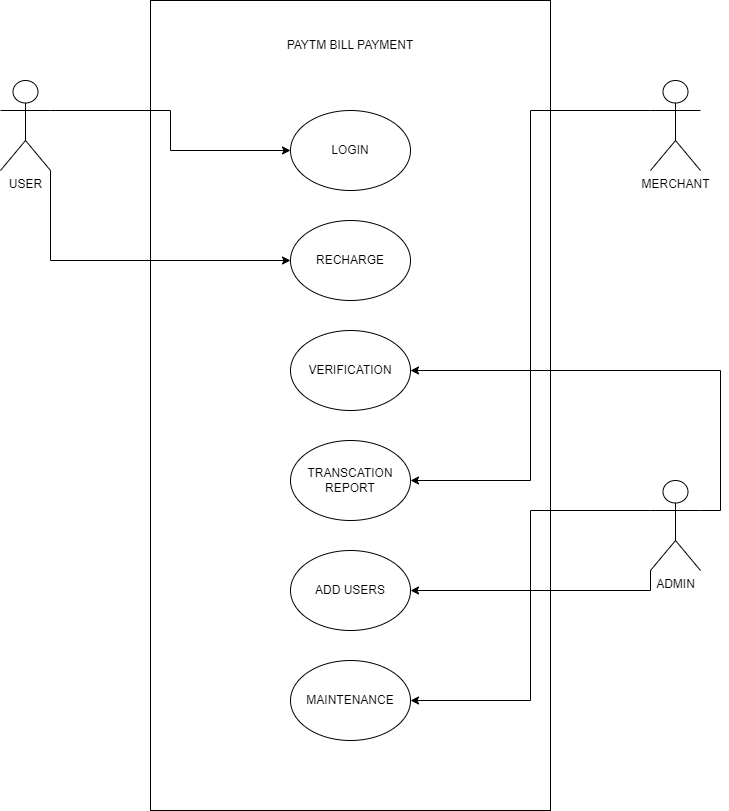 PAYTM BILL PAYMENT
LOGIN
USER
MERCHANT
RECHARGE
VERIFICATION
TRANSCATION
REPORT
ADD USERS
ADMIN
MAINTENANCE